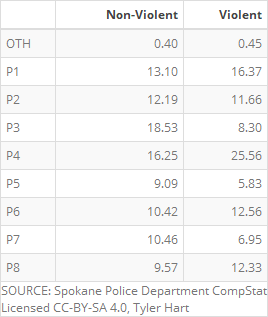 Non-Violent Violent
OTH 0.40 0.45
P1 13.10 16.37
P2 12.19 11.66
P3 18.53 8.30
P4 16.25 25.56
P5 9.09 5.83
P6 10.42 12.56
P7 10.46 6.95
P8 9.57 12.33
SOURCE: Spokane Police Department CompStat
Licensed CC-BY-SA 4.0, Tyler Hart